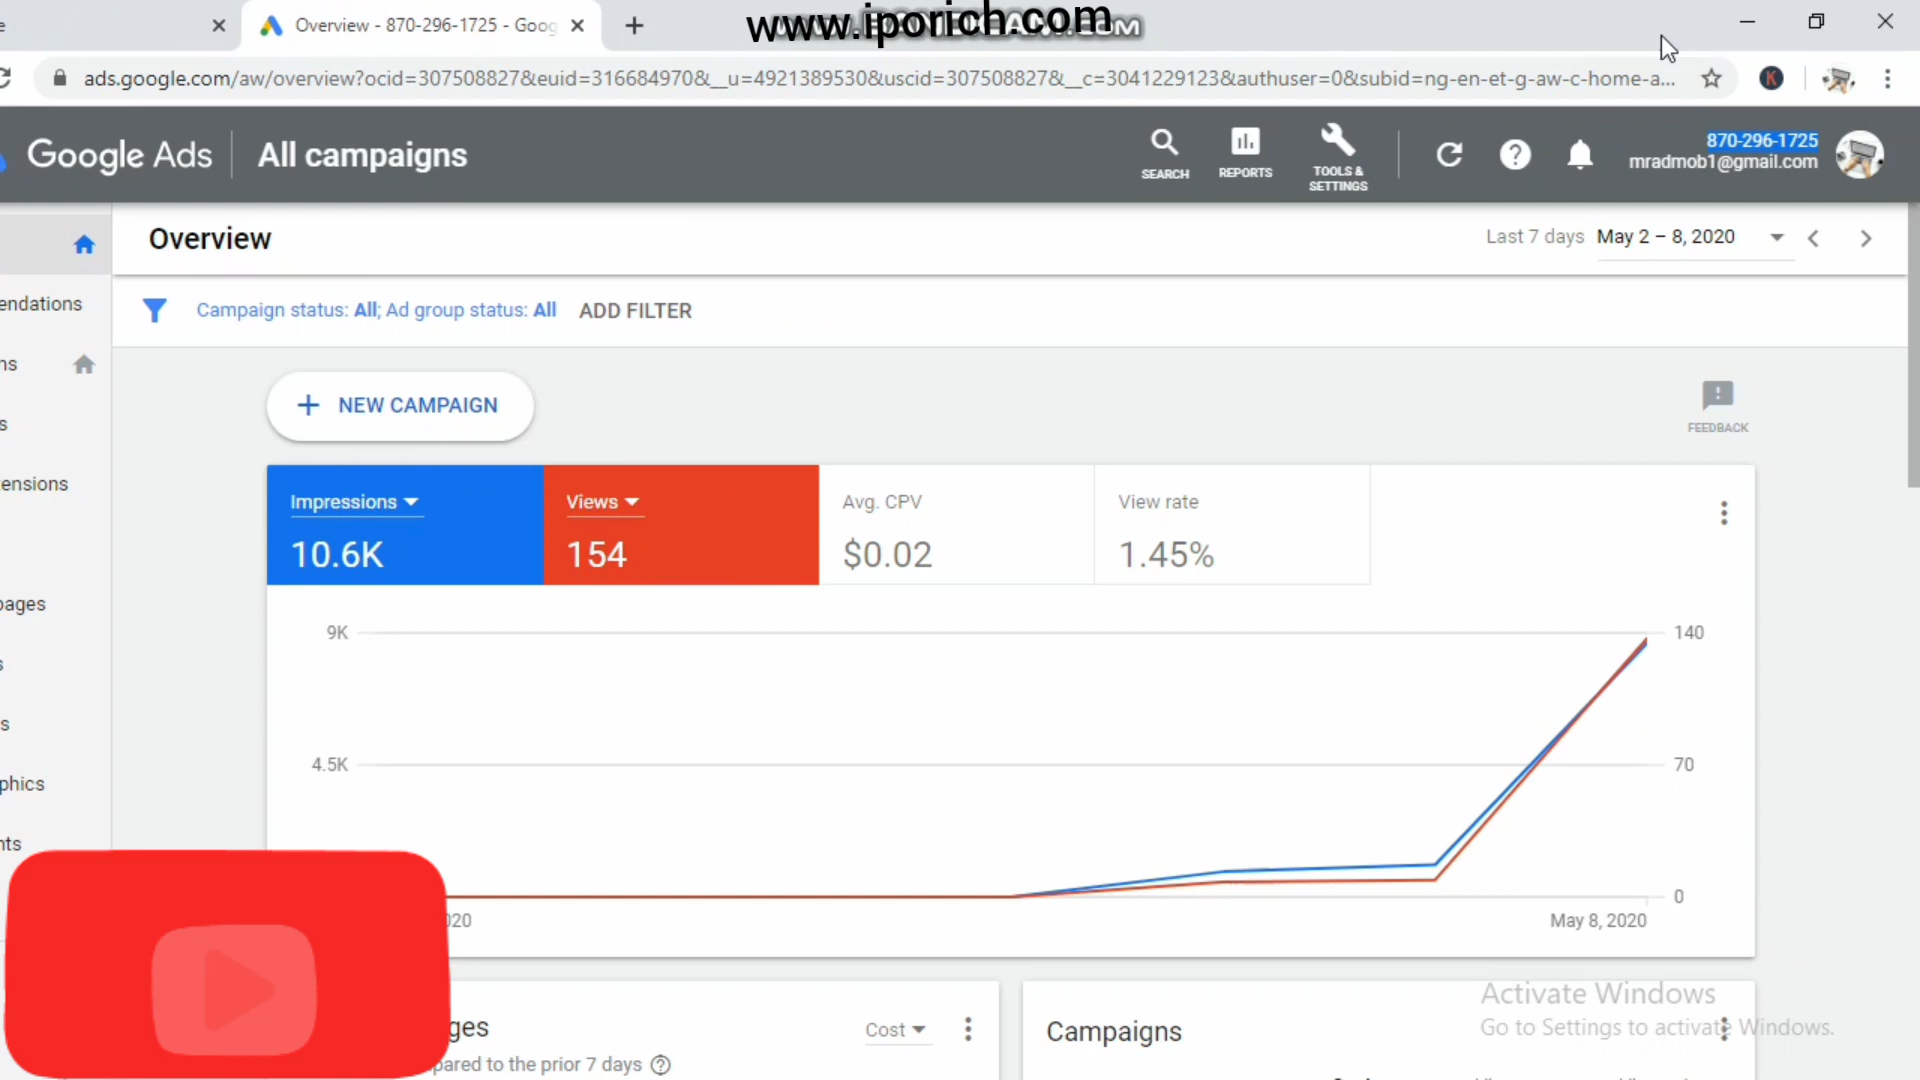 e
Overview - 870-296-1725 - Goog
www.iporich.com
ads.google.com/aw/overview?ocid=307508827&euid=316684970&__u=4921389530&uscid=307508827&__c=3041229123&authuser=0&subid=ng-en-et-g-aw-c-home-a...
K
Google Ads
All campaigns
SEARCH
REPORTS
TOOLS & SETTINGS
870-296-1725
mradmob1@gmail.com
Overview
Last 7 days May 2 – 8, 2020
endations
Campaign status: All; Ad group status: All ADD FILTER
ns
s
ensions
pages
s
s
phics
nts
+ NEW CAMPAIGN
FEEDBACK
Impressions
10.6K
Views
154
Avg. CPV
$0.02
View rate
1.45%
9K
140
4.5K
70
0
020
May 8, 2020
ges
Cost
pared to the prior 7 days
Campaigns
Activate Windows
Go to Settings to activate Windows.